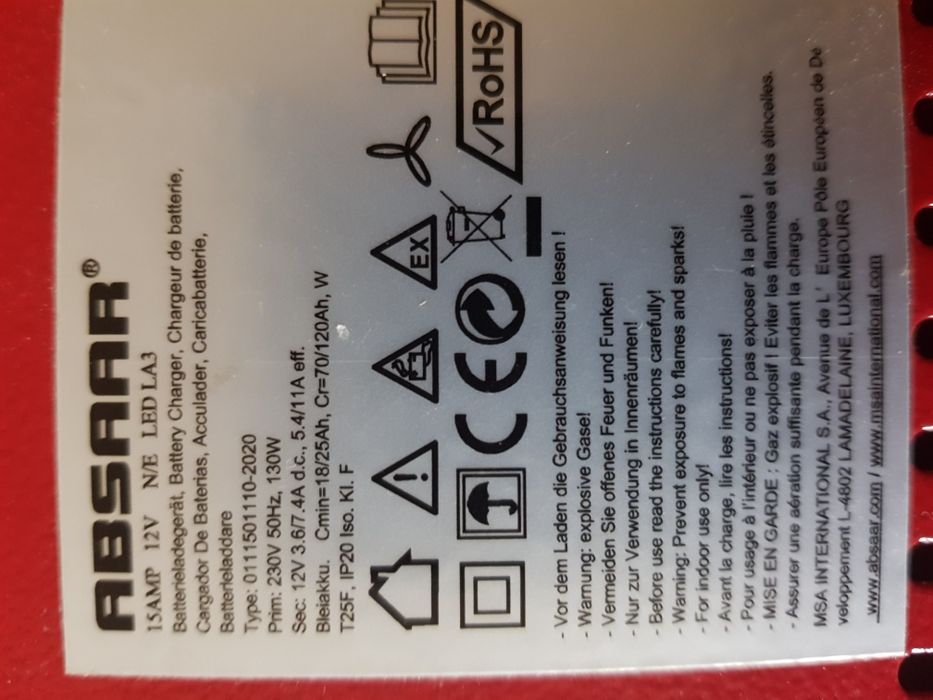 ABSAAR®
15AMP 12V N/E LED LA3
Batterieladegerät, Battery Charger, Chargeur de batterie,
Cargador De Baterias, Acculader, Caricabatterie,
Batterieladdare
Type: 0111501110-2020
Prim: 230V 50Hz, 130W
Sec: 12V 3.6/7.4A d.c., 5.4/11A eff.
Bleiakku. Cmin=18/25Ah, Cr=70/120Ah, W
T25F, IP20 Iso. Kl. F
EX
CE
✓RoHS
- Vor dem Laden die Gebrauchsanweisung lesen !
- Warnung: explosive Gase!
- Vermeiden Sie offenes Feuer und Funken!
- Nur zur Verwendung in Innenräumen!
- Before use read the instructions carefully!
- Warning: Prevent exposure to flames and sparks!
- For indoor use only!
- Avant la charge, lire les instructions!
- Pour usage à l'intérieur ou ne pas exposer à la pluie !
- MISE EN GARDE : Gaz explosif ! Eviter les flammes et les étincelles.
- Assurer une aération suffisante pendant la charge.
MSA INTERNATIONAL S.A., Avenue de L' Europe Pôle Européen de Dé
veloppement L-4802 LAMADELAINE, LUXEMBOURG
www.absaar.com / www.msainternational.com